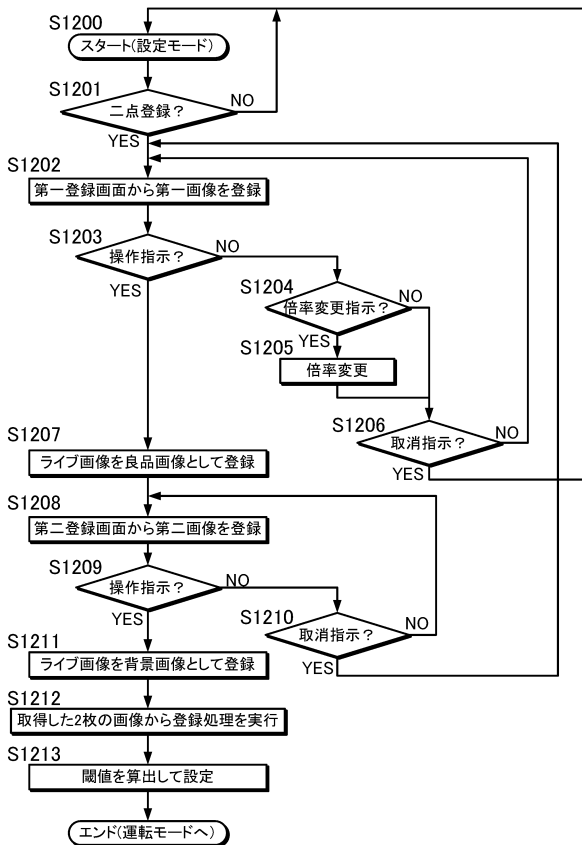 S1200
スタート(設定モード)
S1201
二点登録？
NO
YES
S1202
第一登録画面から第一画像を登録
S1203
操作指示？
NO
YES
S1204
倍率変更指示？
NO
YES
S1205
倍率変更
S1206
取消指示？
NO
YES
S1207
ライブ画像を良品画像として登録
S1208
第二登録画面から第二画像を登録
S1209
操作指示？
NO
YES
S1210
取消指示？
NO
YES
S1211
ライブ画像を背景画像として登録
S1212
取得した2枚の画像から登録処理を実行
S1213
閾値を算出して設定
エンド(運転モードへ)